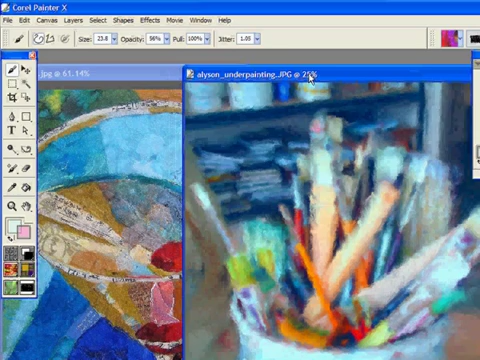 Corel Painter X
File Edit Canvas Layers Select Shapes Effects Movie Window Help
Size: 23.8 Opacity: 96% Pull: 100% Jitter: 1.05
.jpg @ 61.14%
alyson_underpainting..JPG @ 25%
T